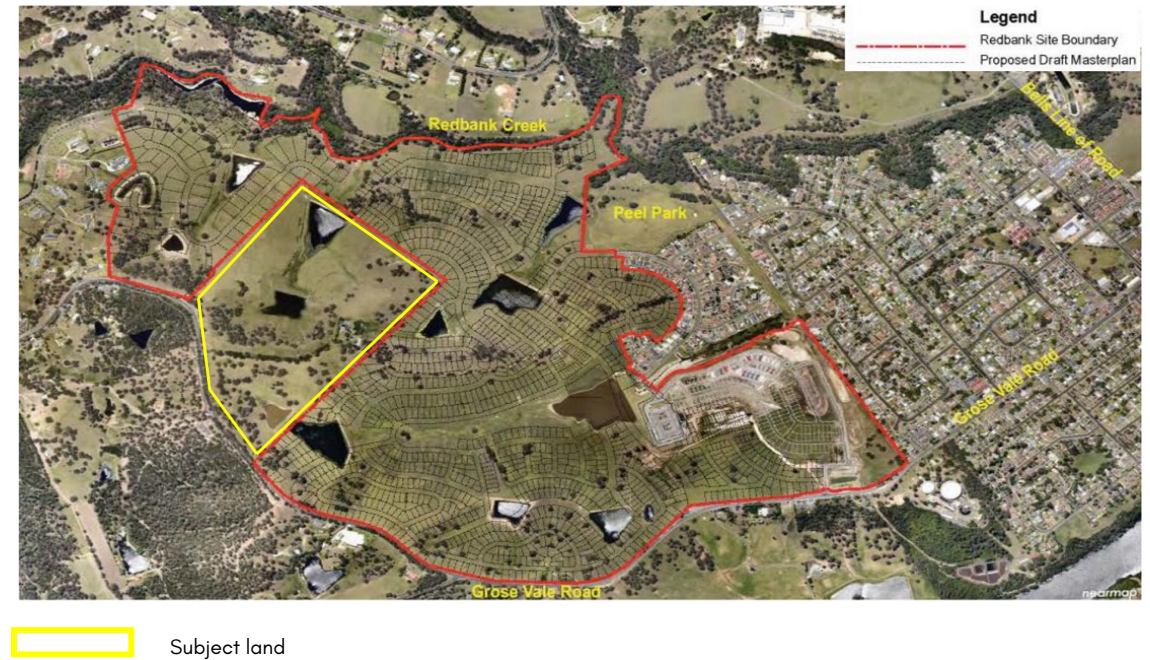 Legend
Redbank Site Boundary
Proposed Draft Masterplan
Bells Line of Road
Redbank Creek
Peel Park
Grose Vale Road
Grose Vale Road
nearmap
Subject land